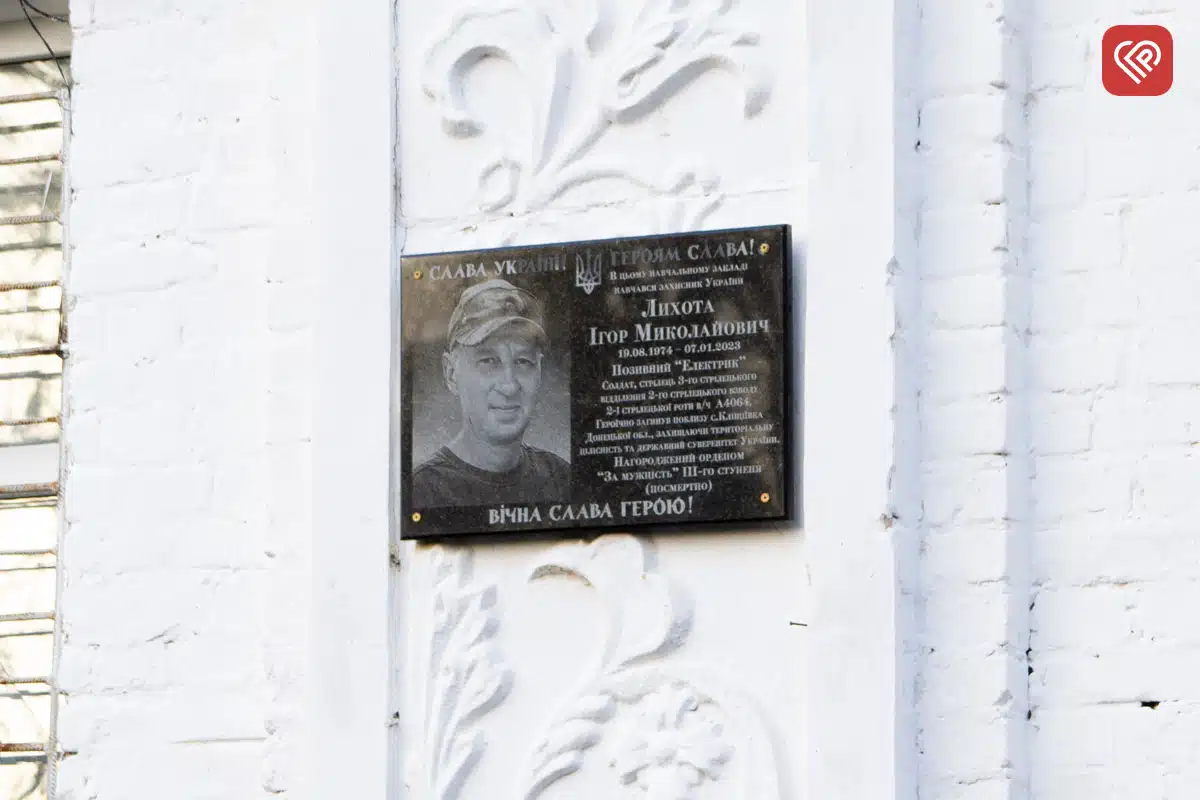 СЛАВА УКРАЇНІ ГЕРОЯМ СЛАВА!
В цьому навчальному закладі
навчався захисник України
Лихота
Ігор Миколайович
19.08.1974 – 07.01.2023
Позивний "Електрик"
Солдат, стрілець 3-го стрілецького
відділення 2-го стрілецького взводу
2-ї стрілецької роти в/ч А4064.
Героїчно загинув поблизу с.Кліщіївка
Донецької обл., захищаючи територіальну
цілісність та державний суверенітет України.
Нагороджений орденом
"За мужність" III-го ступеня
(посмертно)
ВІЧНА СЛАВА ГЕРОЮ!